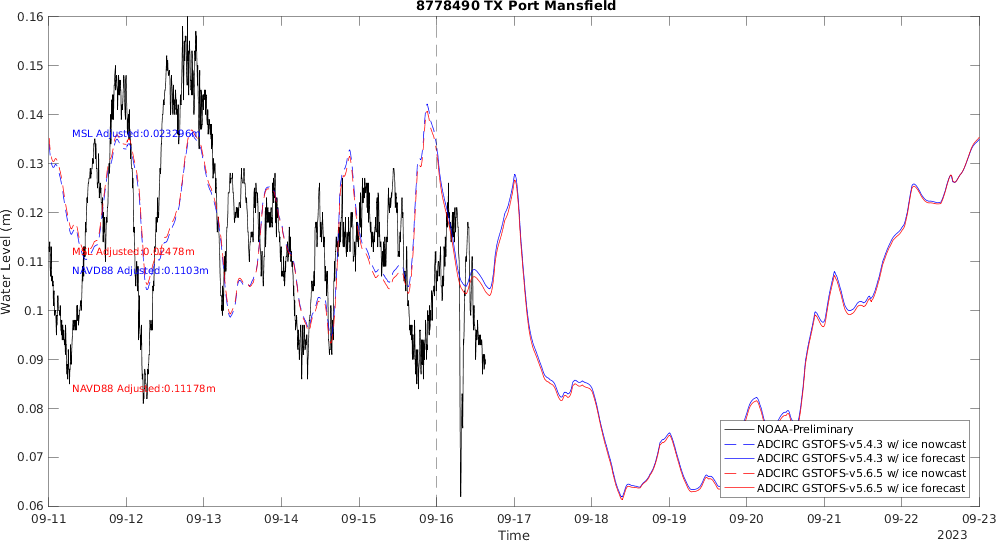 8778490 TX Port Mansfield
Water Level (m)
0.16
0.15
0.14
0.13
0.12
0.11
0.1
0.09
0.08
0.07
0.06
MSL Adjusted:0.023296m
MSL Adjusted:0.02478m
NAVD88 Adjusted:0.1103m
NAVD88 Adjusted:0.11178m
NOAA-Preliminary
ADCIRC GSTOFS-v5.4.3 w/ ice nowcast
ADCIRC GSTOFS-v5.4.3 w/ ice forecast
ADCIRC GSTOFS-v5.6.5 w/ ice nowcast
ADCIRC GSTOFS-v5.6.5 w/ ice forecast
09-11 09-12 09-13 09-14 09-15 09-16 09-17 09-18 09-19 09-20 09-21 09-22 09-23
Time
2023